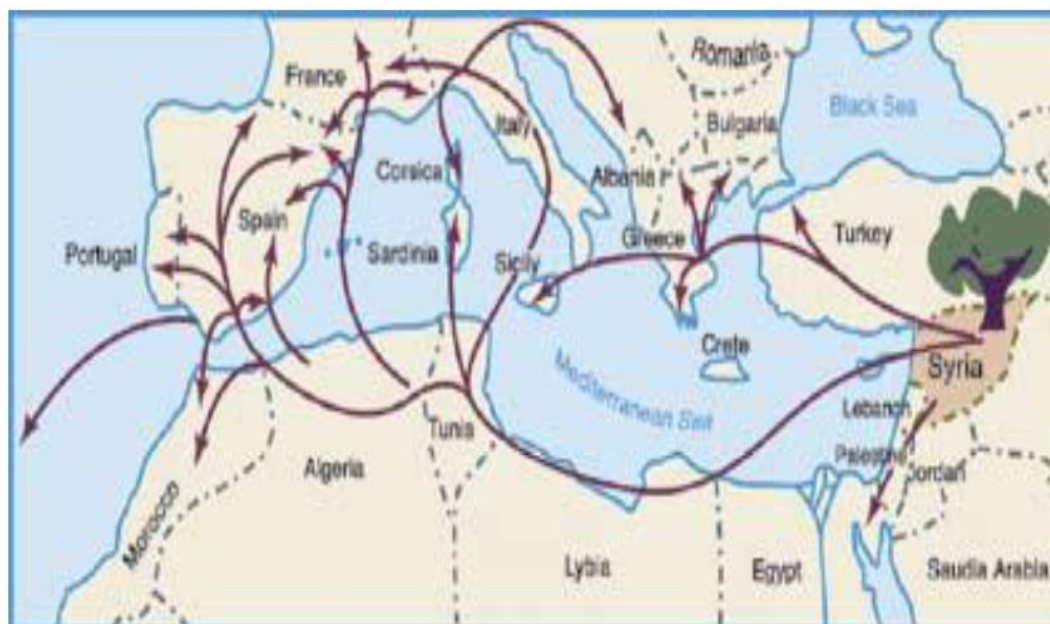 France
Romania
Black Sea
Bulgaria
Italy
Corsica
Albania
Spain
Portugal
Sardinia
Sicily
Greece
Turkey
Crete
Mediterranean Sea
Syria
Lebanon
Palestine
Jordan
Tunis
Algeria
Morocco
Lybia
Egypt
Saudia Arabia